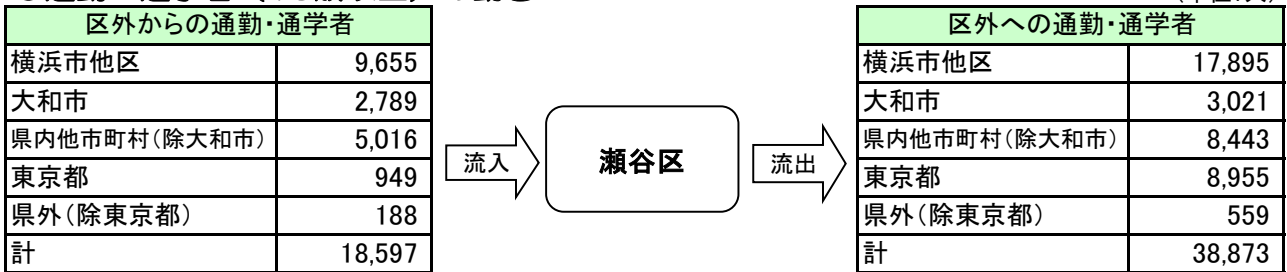 区外からの通勤・通学者
横浜市他区 9,655
大和市 2,789
県内他市町村(除大和市) 5,016
東京都 949
県外(除東京都) 188
計 18,597
流入
瀬谷区
流出
区外への通勤・通学者
横浜市他区 17,895
大和市 3,021
県内他市町村(除大和市) 8,443
東京都 8,955
県外(除東京都) 559
計 38,873